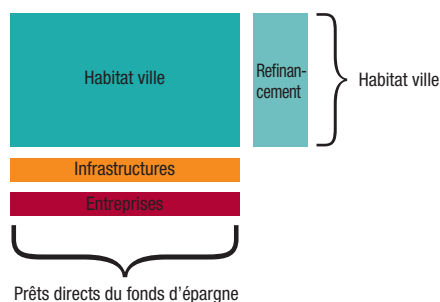 Habitat ville
Refinan-
cement
Habitat ville
Infrastructures
Entreprises
Prêts directs du fonds d'épargne